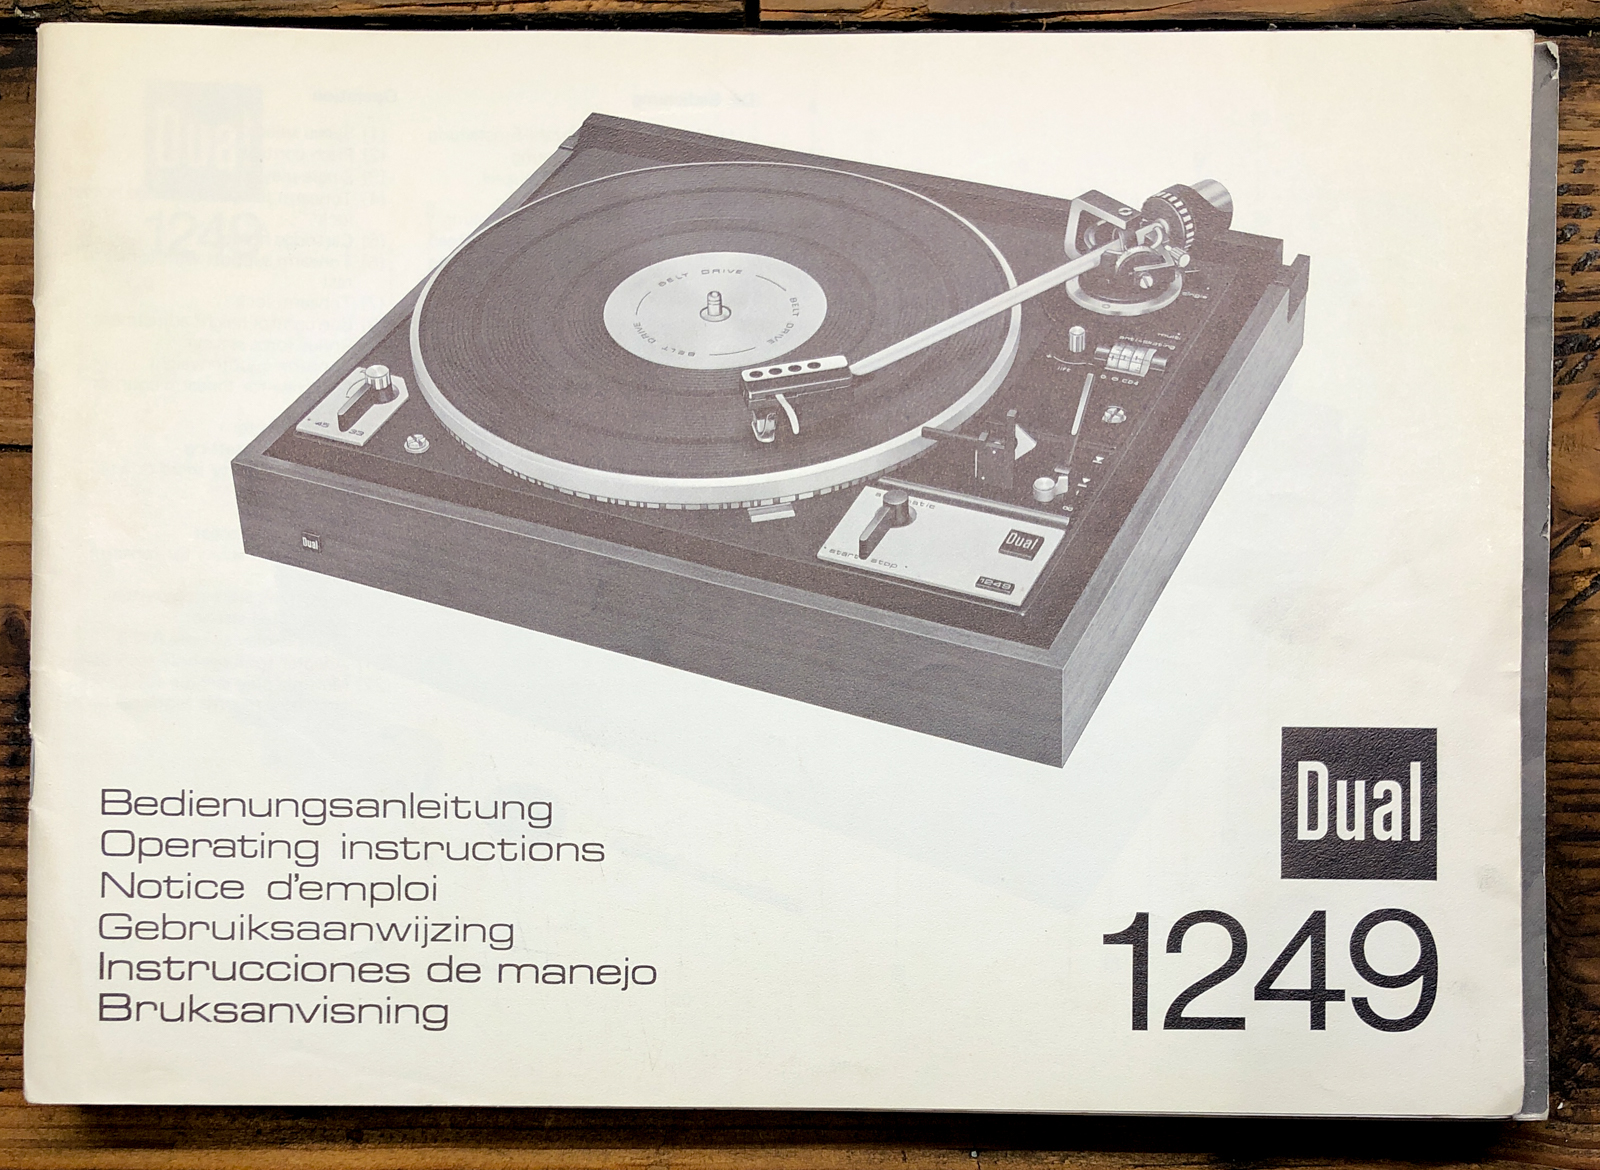 BELT DRIVE
BELT DRIVE
BELT DRIVE
lift
45 33
Dual
start stop
Dual
1249
Bedienungsanleitung
Operating instructions
Notice d'emploi
Gebruiksaanwijzing
Instrucciones de manejo
Bruksanvisning
Dual
1249